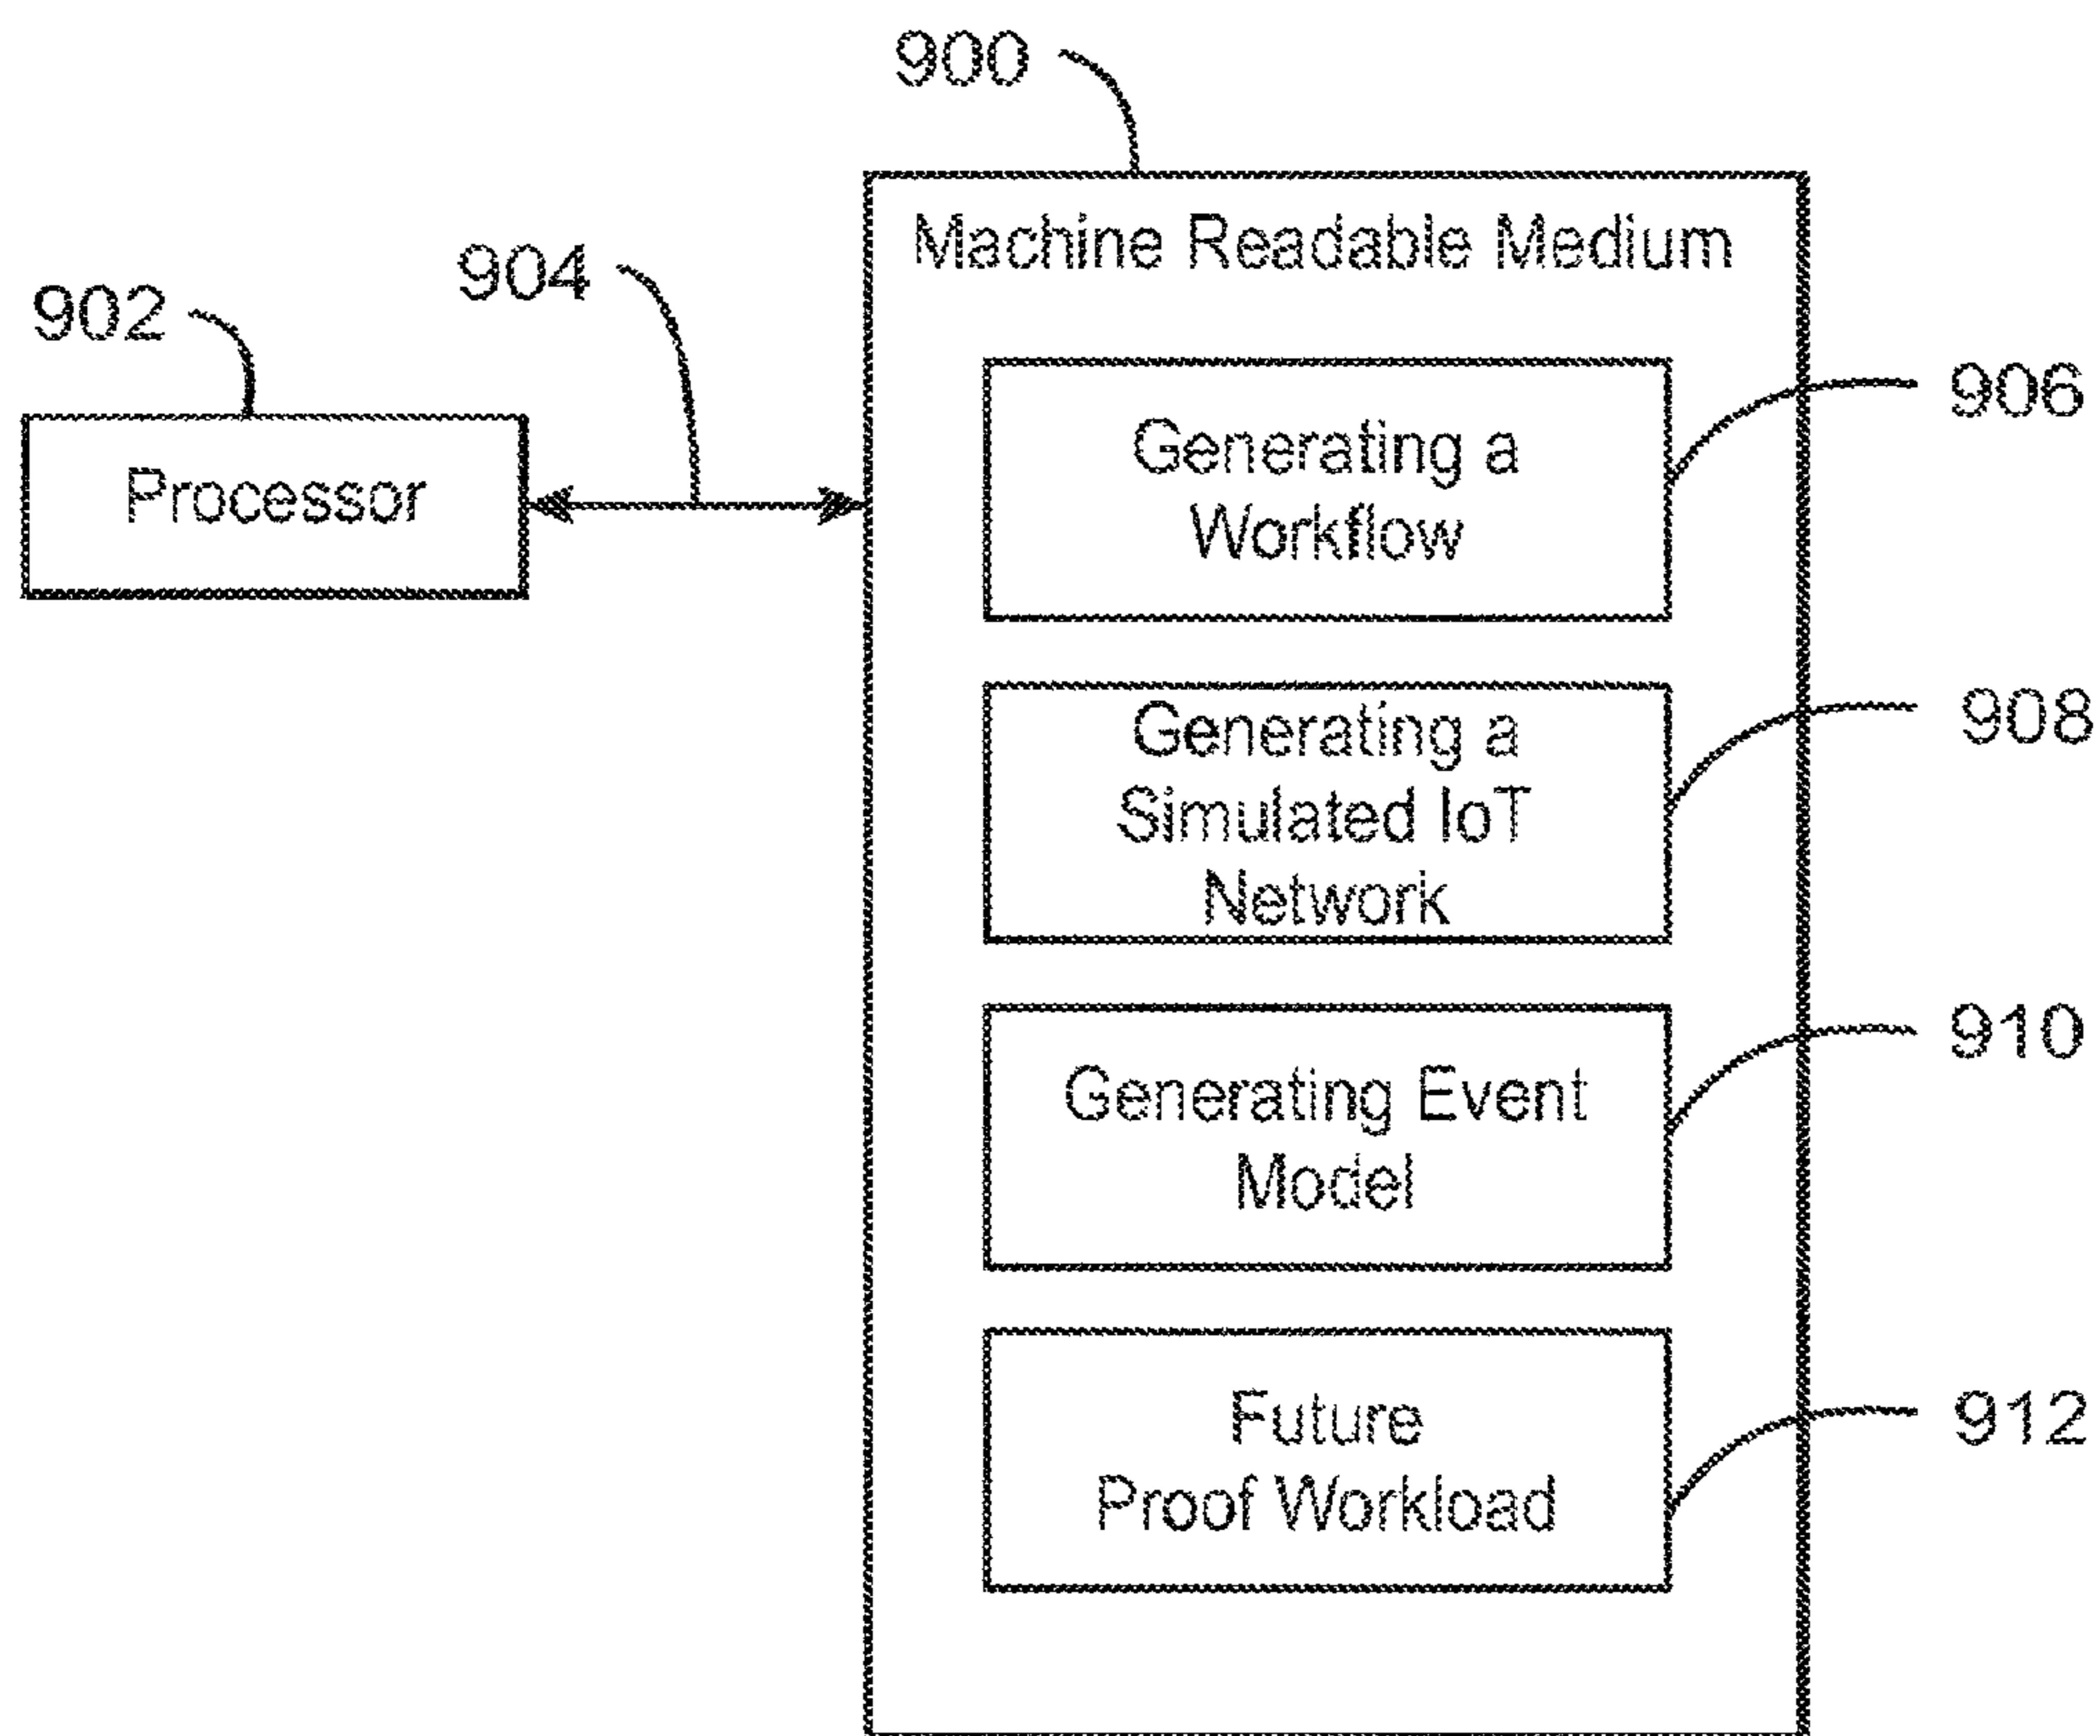 900
Machine Readable Medium
904
902
Processor
Generating a
Workflow
906
Generating a
Simulated IoT
Network
908
Generating Event
Model
910
Future
Proof Workload
912